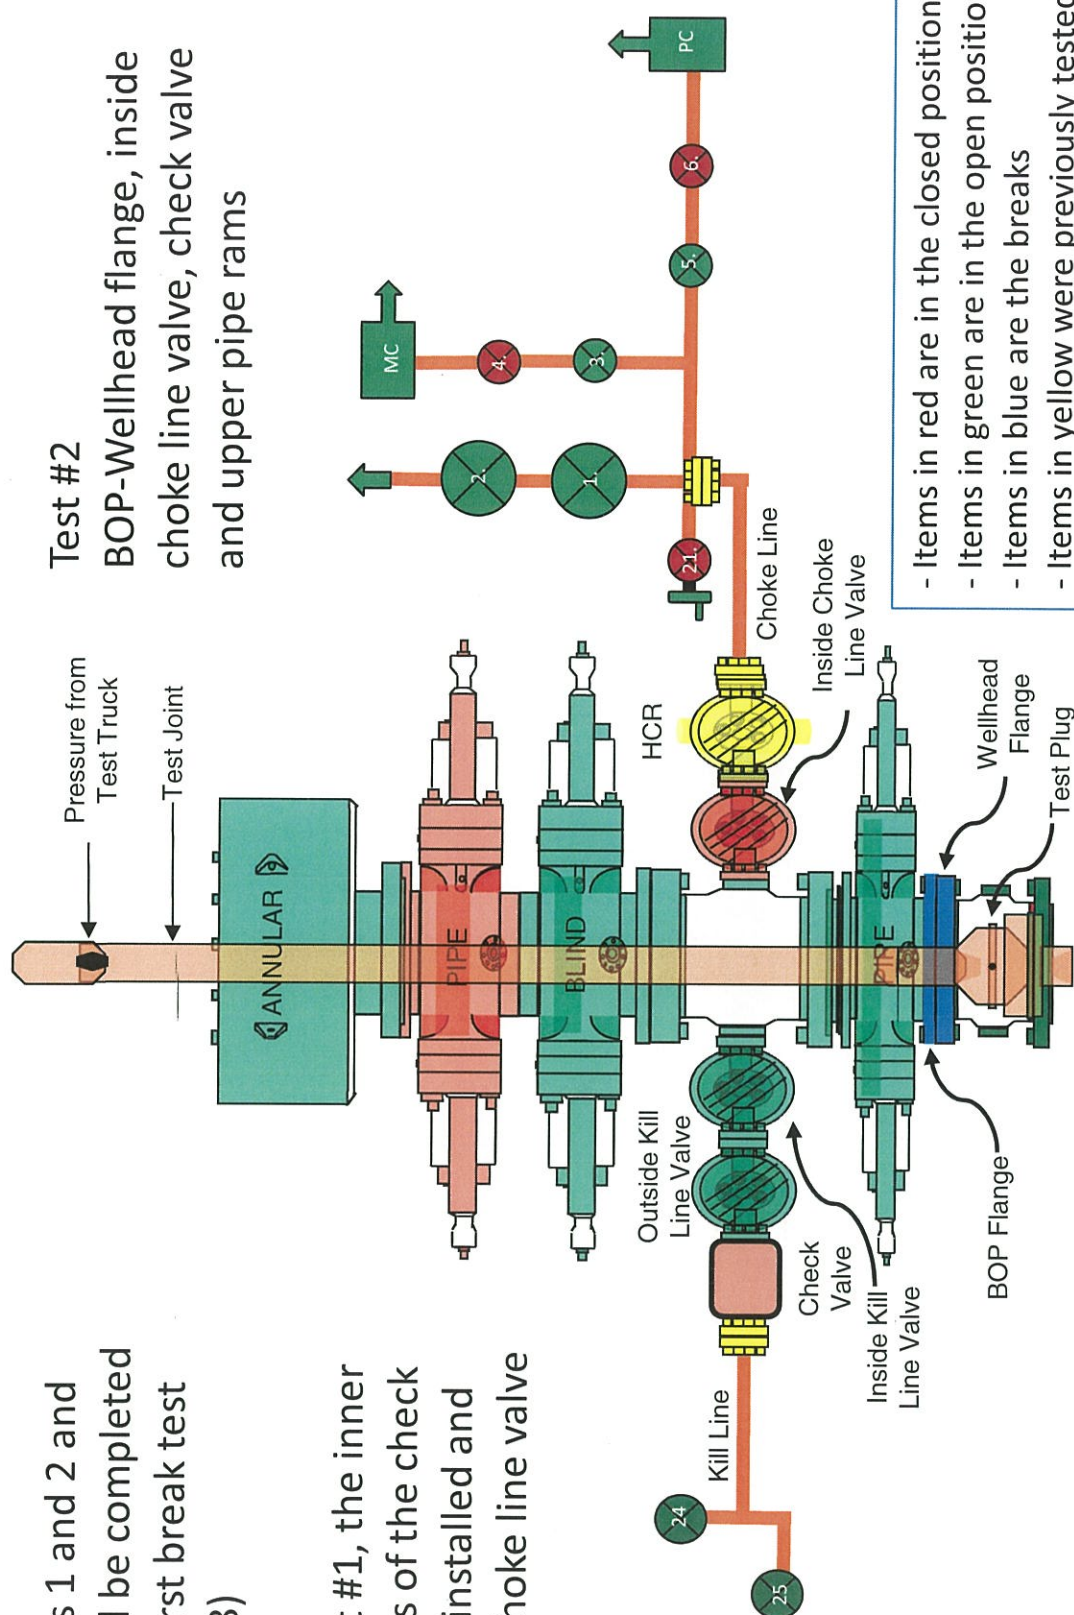 s 1 and 2 and
l be completed
rst break test
#1, the inner
s of the check
installed and
hoke line valve
Test #2
BOP-Wellhead flange, inside
choke line valve, check valve
and upper pipe rams
Pressure from
Test Truck
Test Joint
ANNULAR
PIPE
BLIND
PIPE
HCR
Choke Line
Inside Choke
Line Valve
Wellhead
Flange
Test Plug
Outside Kill
Line Valve
Check
Valve
Inside Kill
Line Valve
BOP Flange
Kill Line
24
25
21.
1.
2.
3.
4.
MC
5.
6.
PC
- Items in red are in the closed position
- Items in green are in the open positio
- Items in blue are the breaks
- Items in yellow were previously tested